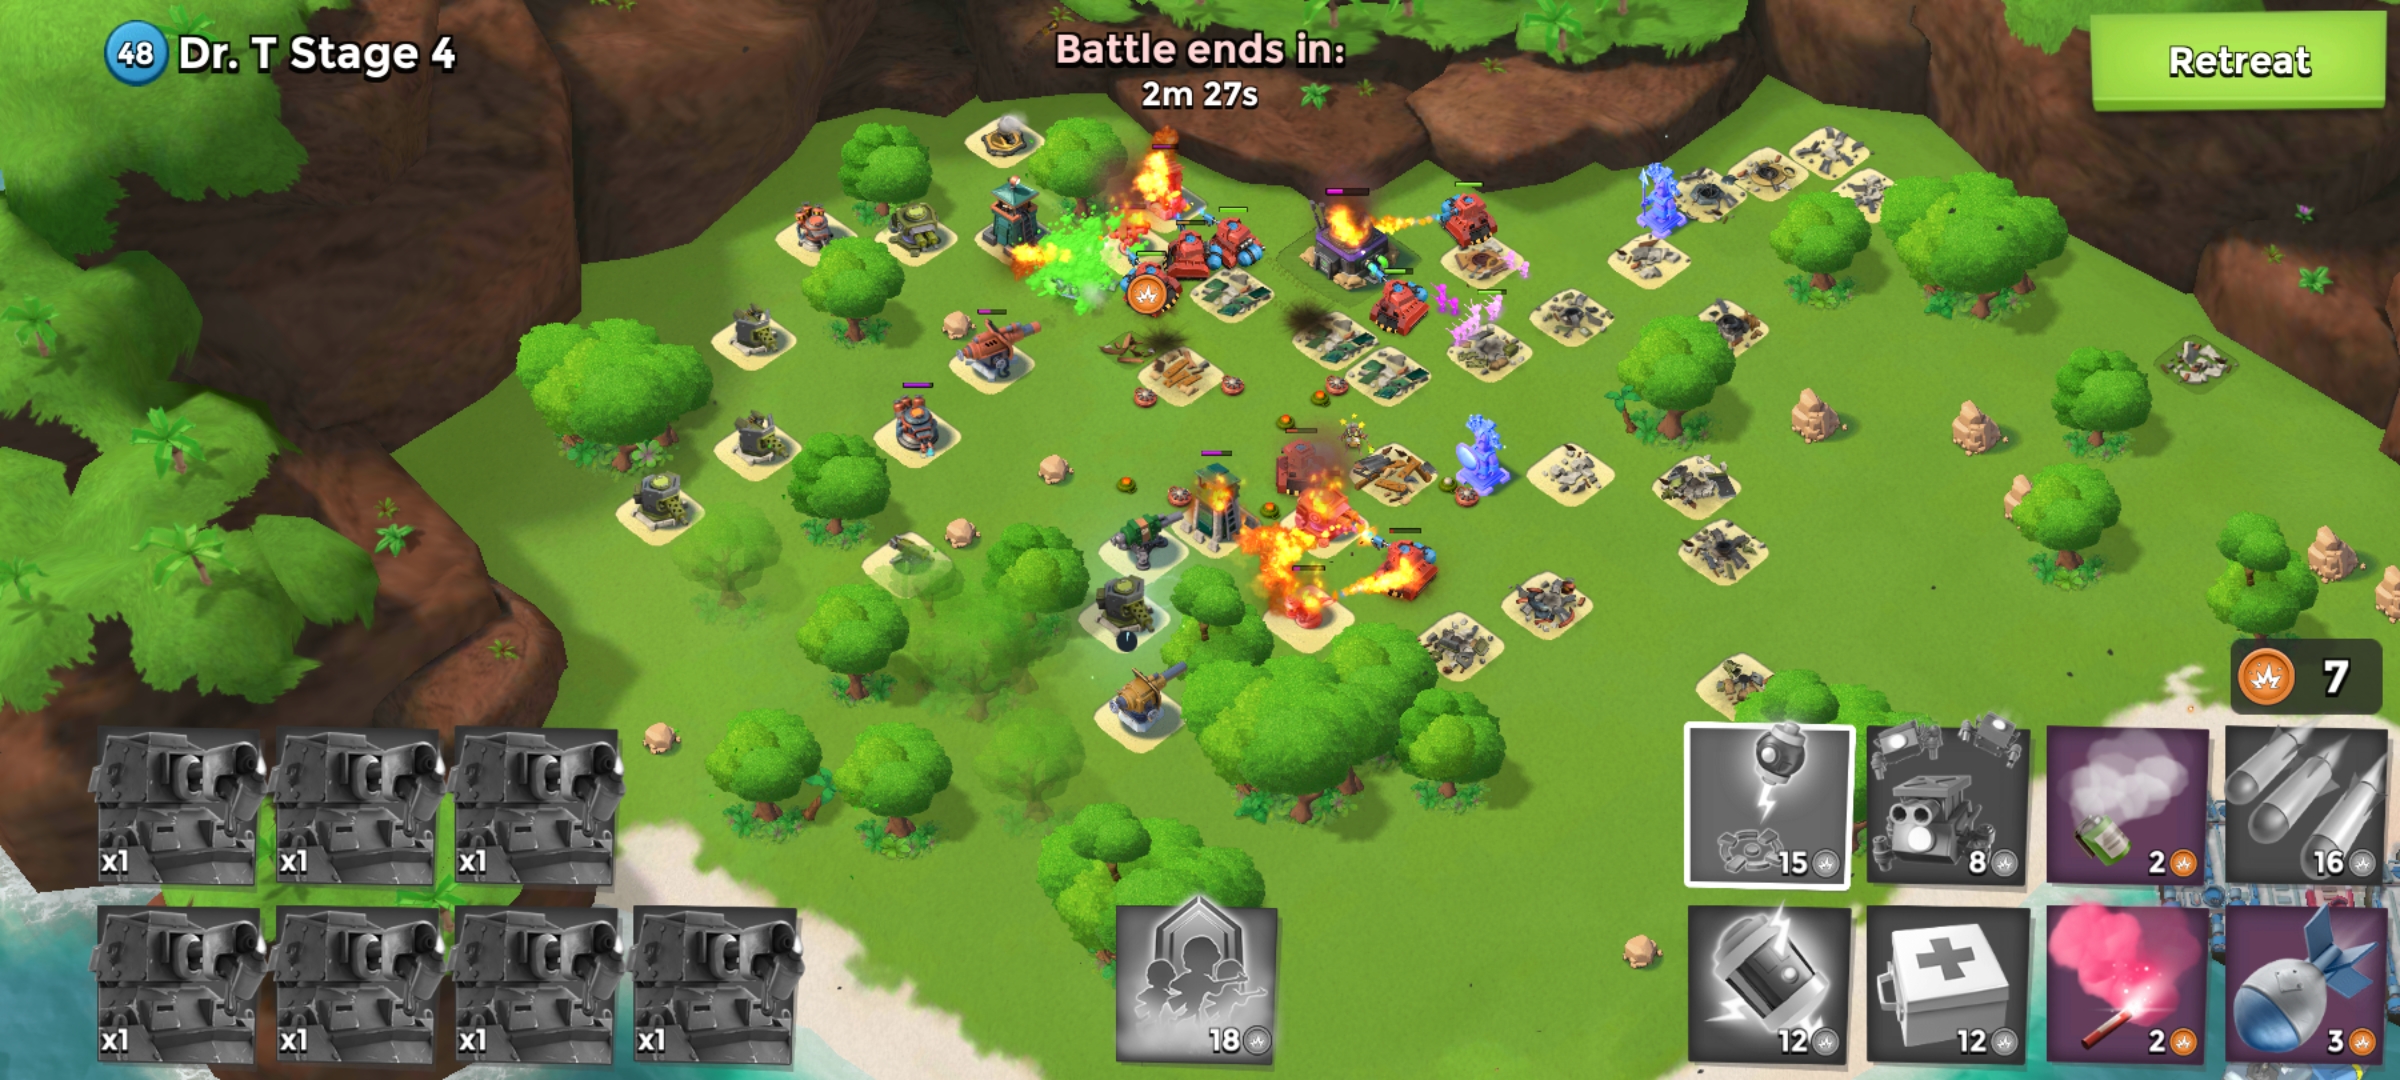 48 Dr. T Stage 4
Battle ends in:
2m 27s
Retreat
7
x1 x1 x1
15 8 2 16
x1 x1 x1 x1
18
12 12 2 3